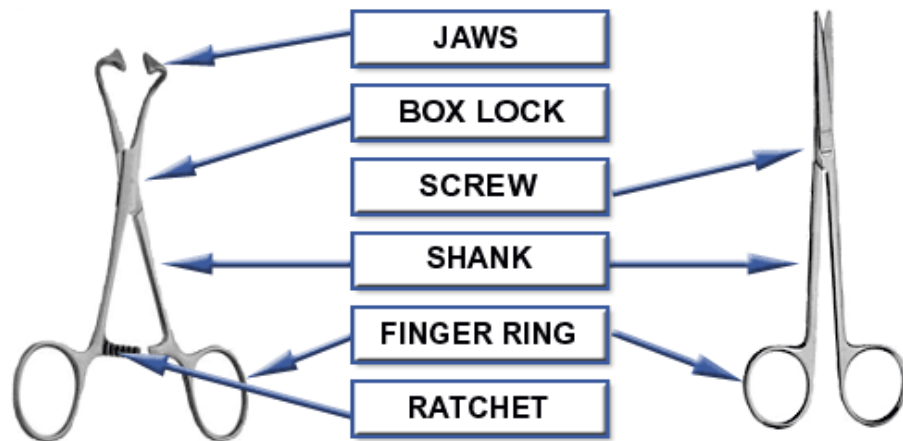 JAWS
BOX LOCK
SCREW
SHANK
FINGER RING
RATCHET